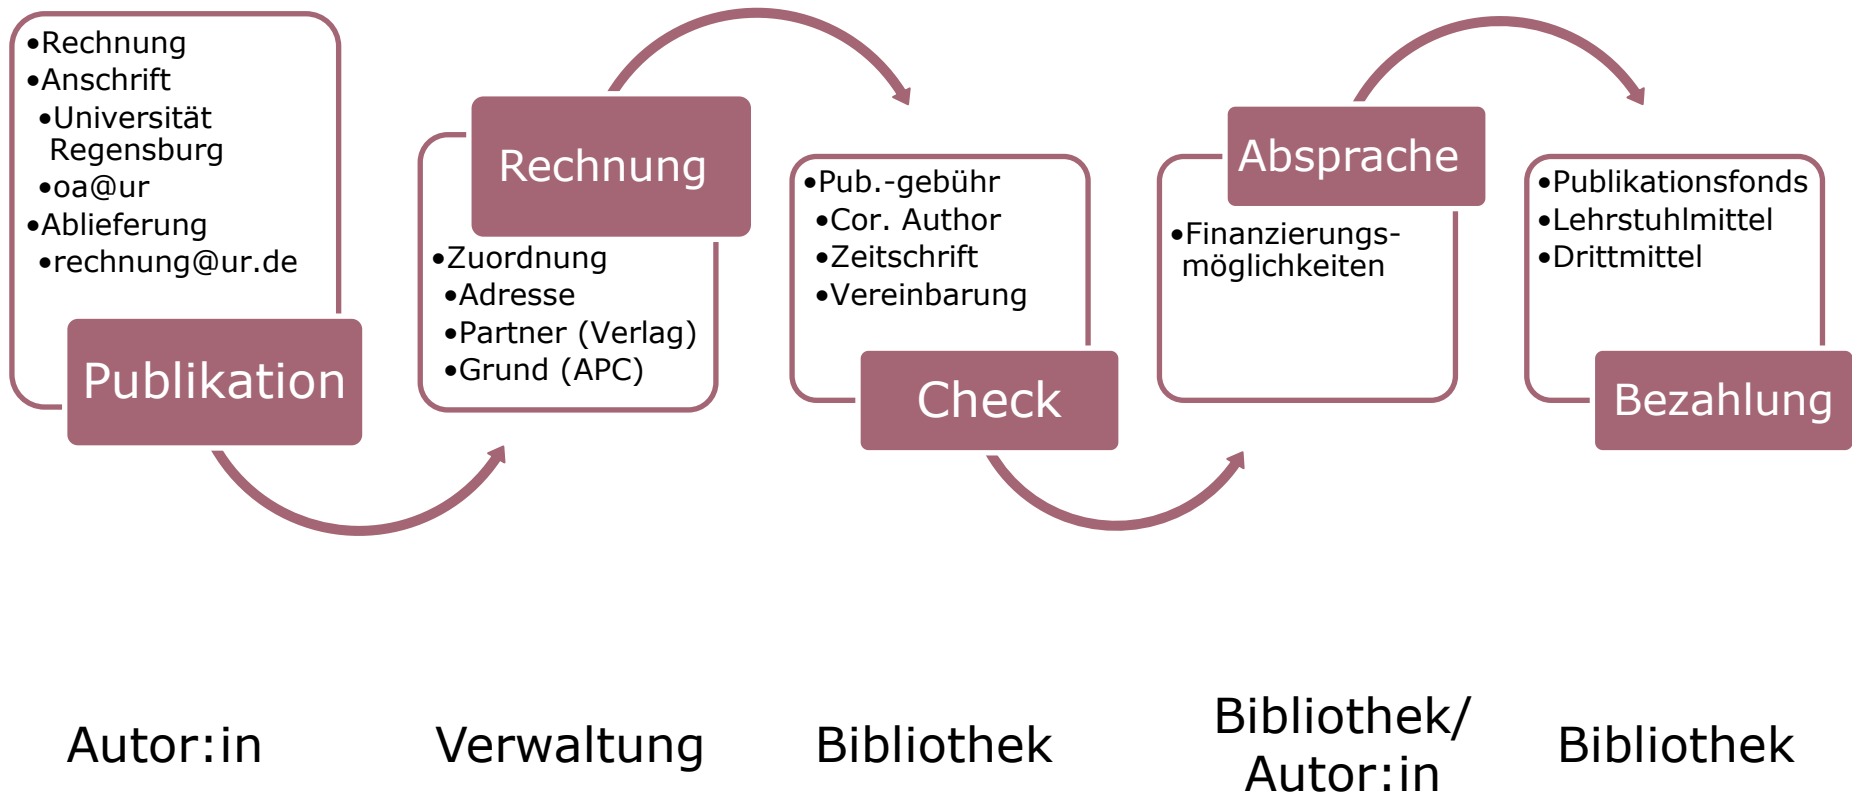 •Rechnung
•Anschrift
•Universität
Regensburg
•oa@ur
•Ablieferung
•rechnung@ur.de
Publikation
Rechnung
•Zuordnung
•Adresse
•Partner (Verlag)
•Grund (APC)
•Pub.-gebühr
•Cor. Author
•Zeitschrift
•Vereinbarung
Check
Absprache
•Finanzierungs-
möglichkeiten
•Publikationsfonds
•Lehrstuhlmittel
•Drittmittel
Bezahlung
Autor:in
Verwaltung
Bibliothek
Bibliothek/
Autor:in
Bibliothek